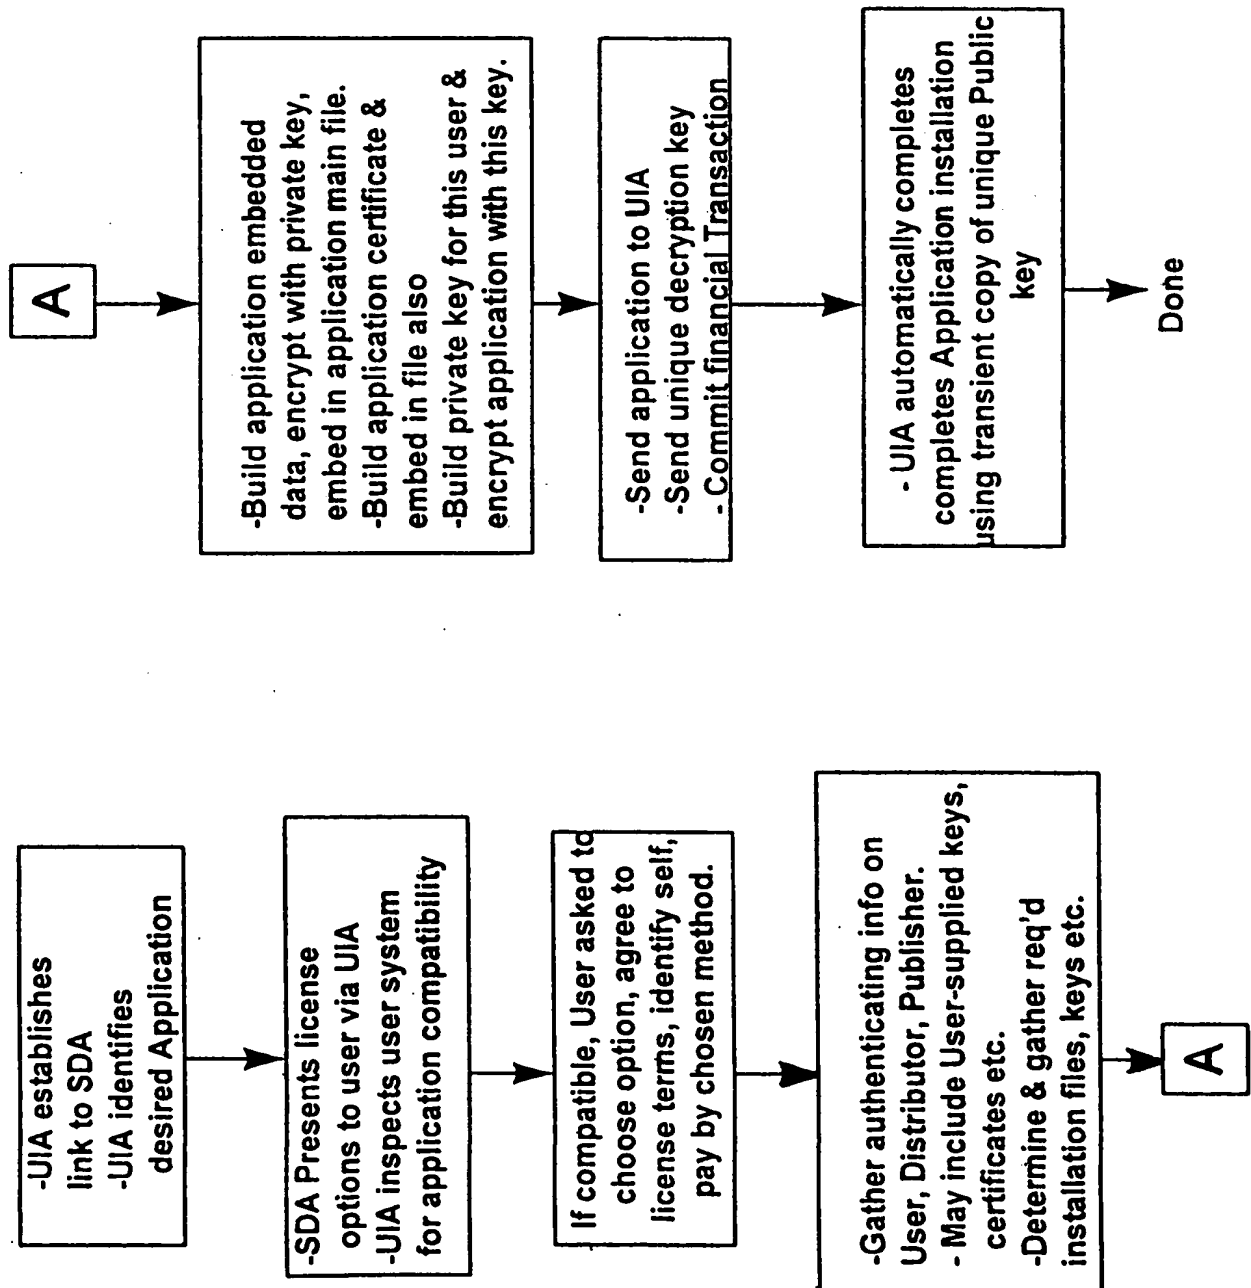 -UIA establishes
link to SDA
-UIA identifies
desired Application
-SDA Presents license
options to user via UIA
-UIA inspects user system
for application compatibility
If compatible, User asked to
choose option, agree to
license terms, identify self,
pay by chosen method.
-Gather authenticating info on
User, Distributor, Publisher.
- May include User-supplied keys,
certificates etc.
-Determine & gather req'd
installation files, keys etc.
A
A
-Build application embedded
data, encrypt with private key,
embed in application main file.
-Build application certificate &
embed in file also
-Build private key for this user &
encrypt application with this key.
-Send application to UIA
-Send unique decryption key
- Commit financial Transaction
- UIA automatically completes
completes Application installation
using transient copy of unique Public
key
Done